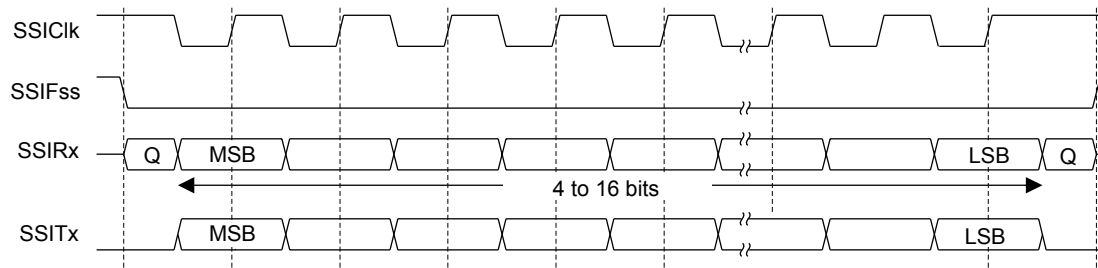 SSIClk
SSIFss
SSIRx Q MSB LSB Q
4 to 16 bits
SSITx MSB LSB